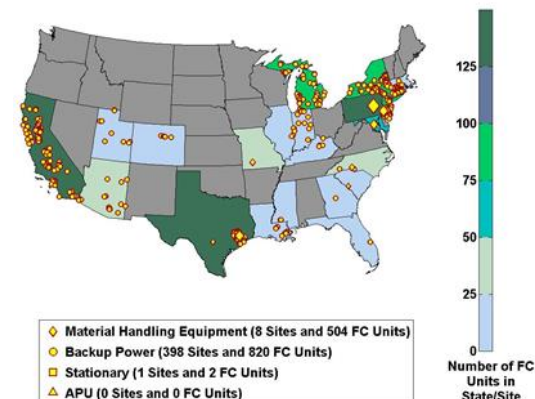 125
100
75
50
25
0
Number of FC
Units in
State/Site
Material Handling Equipment (8 Sites and 504 FC Units)
Backup Power (398 Sites and 820 FC Units)
Stationary (1 Sites and 2 FC Units)
APU (0 Sites and 0 FC Units)